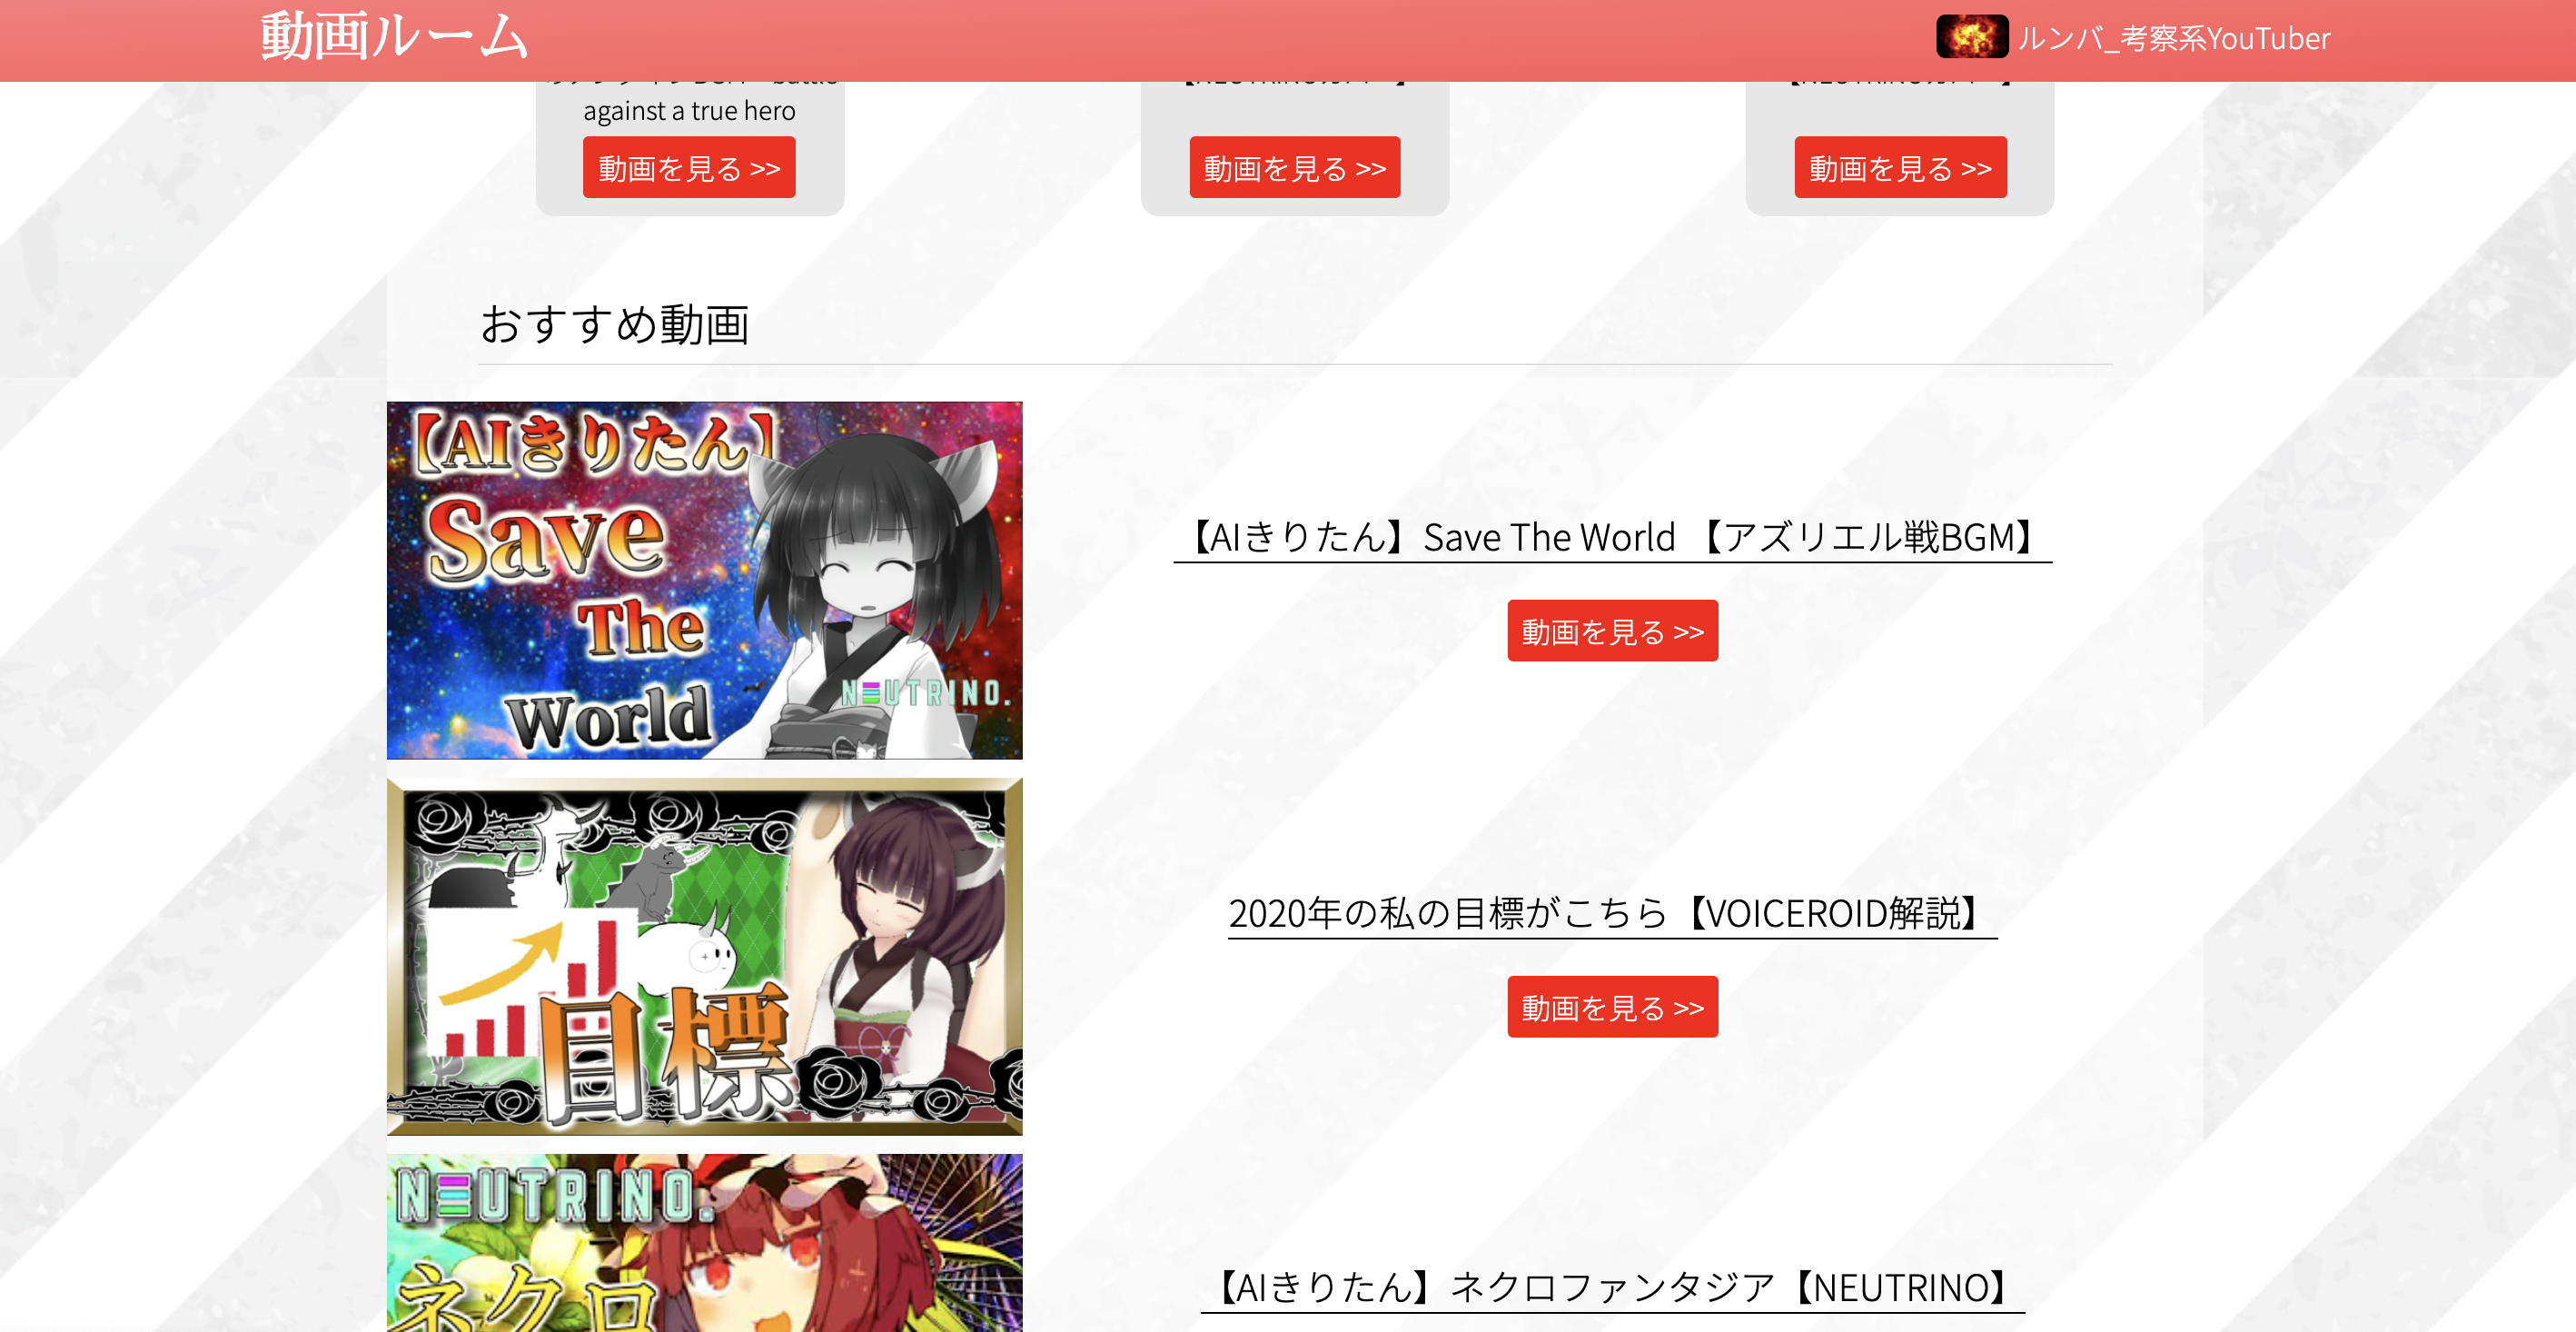 動画ルーム
ルンバ_考察系YouTuber
against a true hero
動画を見る >>
動画を見る >>
動画を見る >>
おすすめ動画
【AIきりたん】
Save
The
World
NEUTRINO.
【AIきりたん】Save The World 【アズリエル戦BGM】
動画を見る >>
目標
2020年の私の目標がこちら【VOICEROID解説】
動画を見る >>
NEUTRINO.
ネクロ
【AIきりたん】ネクロファンタジア【NEUTRINO】